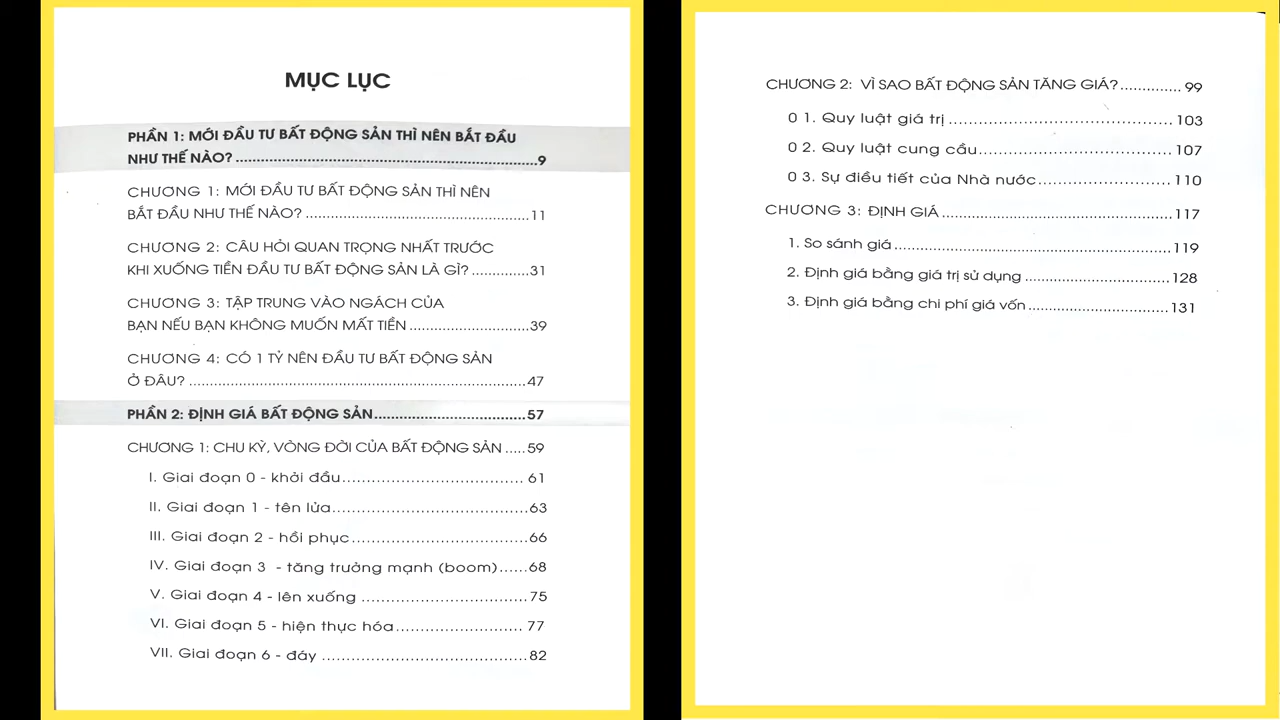 MỤC LỤC
PHẦN 1: MỚI ĐẦU TƯ BẤT ĐỘNG SẢN THÌ NÊN BẮT ĐẦU
NHƯ THẾ NÀO? ........ 9
CHƯƠNG 1: MỚI ĐẦU TƯ BẤT ĐỘNG SẢN THÌ NÊN
BẮT ĐẦU NHƯ THẾ NÀO? ........ 11
CHƯƠNG 2: CÂU HỎI QUAN TRỌNG NHẤT TRƯỚC
KHI XUỐNG TIỀN ĐẦU TƯ BẤT ĐỘNG SẢN LÀ GÌ? ........ 31
CHƯƠNG 3: TẬP TRUNG VÀO NGÁCH CỦA
BẠN NẾU BẠN KHÔNG MUỐN MẤT TIỀN ........ 39
CHƯƠNG 4: CÓ 1 TỶ NÊN ĐẦU TƯ BẤT ĐỘNG SẢN
Ở ĐÂU? ........ 47
PHẦN 2: ĐỊNH GIÁ BẤT ĐỘNG SẢN ........ 57
CHƯƠNG 1: CHU KỲ, VÒNG ĐỜI CỦA BẤT ĐỘNG SẢN ..... 59
I. Giai đoạn 0 - khởi đầu ........ 61
II. Giai đoạn 1 - tên lửa ........ 63
III. Giai đoạn 2 - hồi phục ........ 66
IV. Giai đoạn 3 - tăng trưởng mạnh (boom) ...... 68
V. Giai đoạn 4 - lên xuống ........ 75
VI. Giai đoạn 5 - hiện thực hóa ........ 77
VII. Giai đoạn 6 - đáy ........ 82
CHƯƠNG 2: VÌ SAO BẤT ĐỘNG SẢN TĂNG GIÁ? ........ 99
0 1. Quy luật giá trị ........ 103
0 2. Quy luật cung cầu ........ 107
0 3. Sự điều tiết của Nhà nước ........ 110
CHƯƠNG 3: ĐỊNH GIÁ ........ 117
1. So sánh giá ........ 119
2. Định giá bằng giá trị sử dụng ........ 128
3. Định giá bằng chi phí giá vốn ........ 131